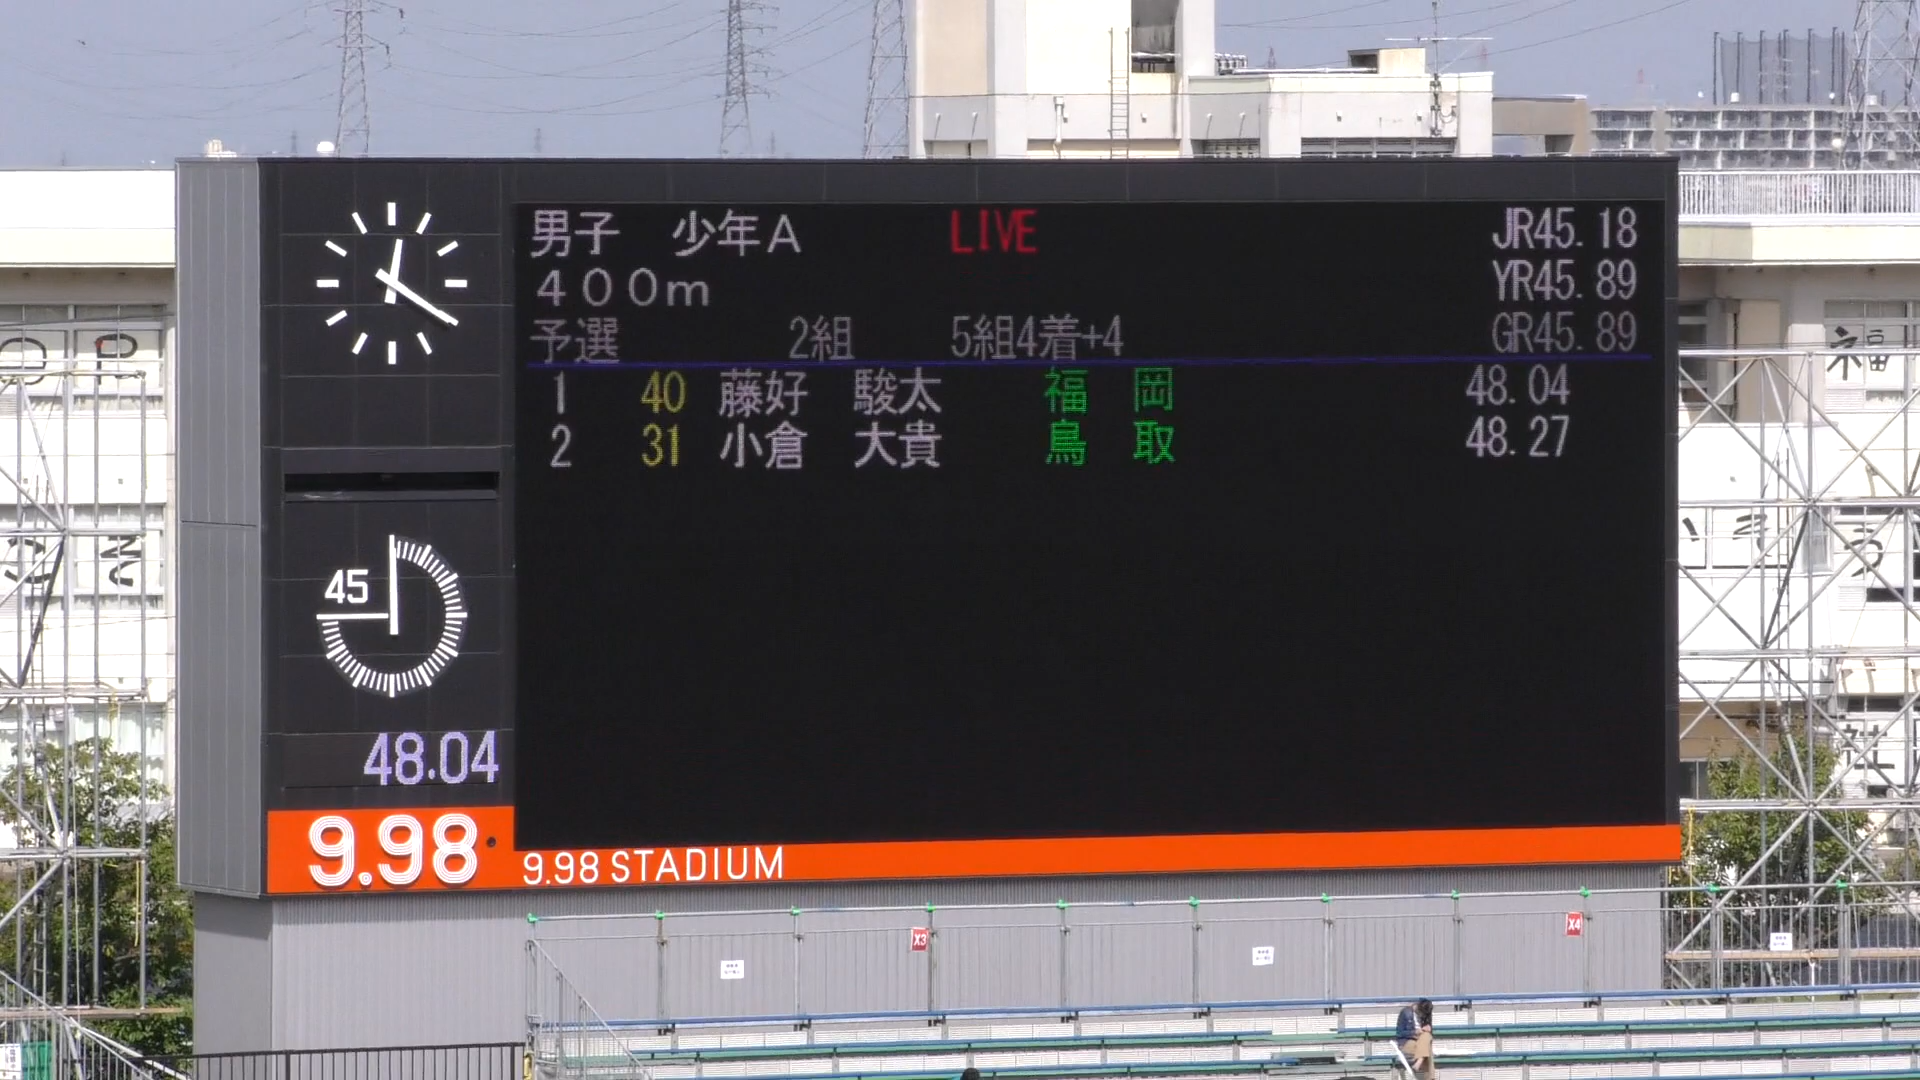 男子 少年A LIVE JR45.18
400m YR45.89
予選 2組 5組4着+4 GR45.89
1 40 藤好 駿太 福 岡 48.04
2 31 小倉 大貴 鳥 取 48.27
45
48.04
9.98
9.98 STADIUM
X3
X4